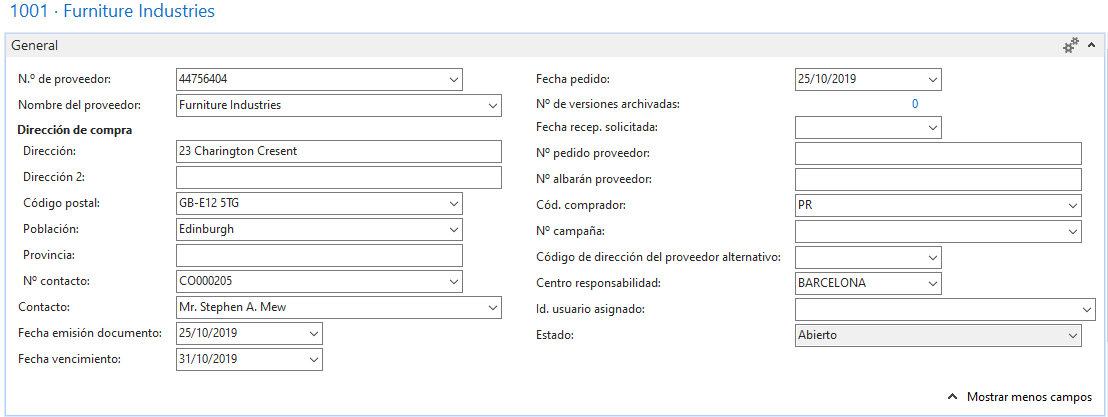 1001 · Furniture Industries
General
N.º de proveedor: 44756404
Nombre del proveedor: Furniture Industries
Dirección de compra
Dirección: 23 Charington Cresent
Dirección 2:
Código postal: GB-E12 5TG
Población: Edinburgh
Provincia:
Nº contacto: CO000205
Contacto: Mr. Stephen A. Mew
Fecha emisión documento: 25/10/2019
Fecha vencimiento: 31/10/2019
Fecha pedido: 25/10/2019
Nº de versiones archivadas: 0
Fecha recep. solicitada:
Nº pedido proveedor:
Nº albarán proveedor:
Cód. comprador: PR
Nº campaña:
Código de dirección del proveedor alternativo:
Centro responsabilidad: BARCELONA
Id. usuario asignado:
Estado: Abierto
Mostrar menos campos